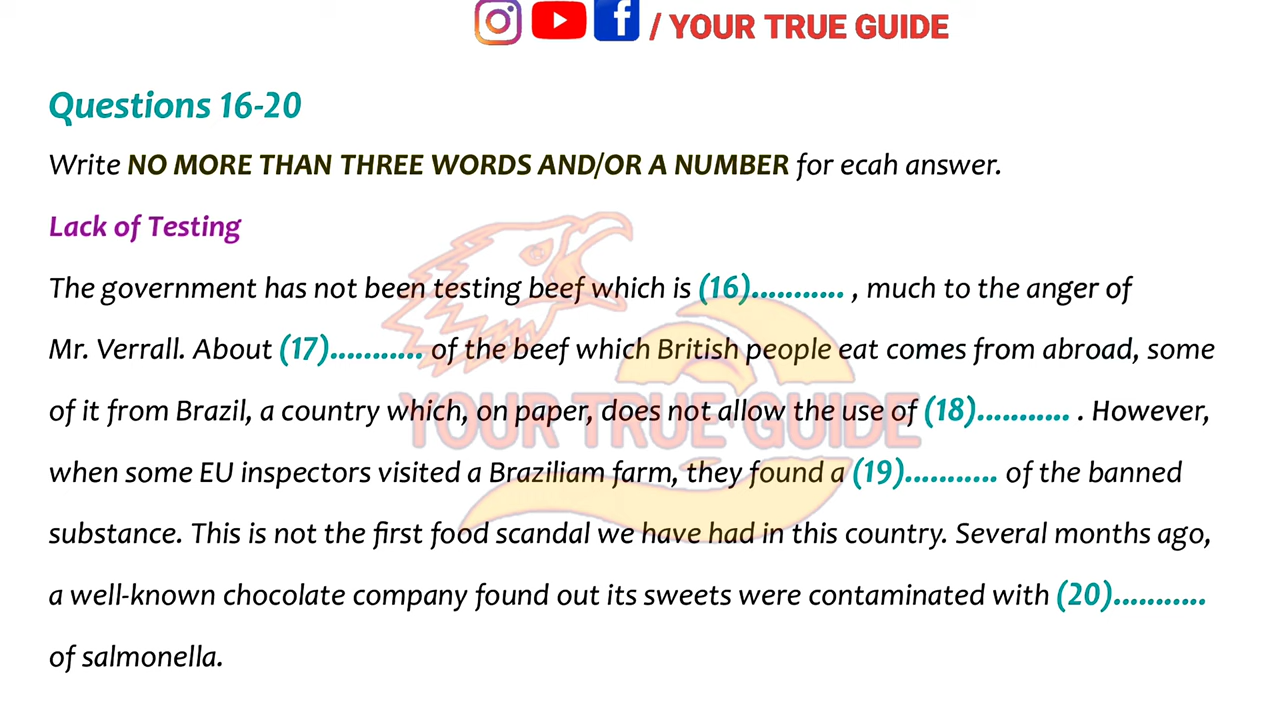 / YOUR TRUE GUIDE
Questions 16-20
Write NO MORE THAN THREE WORDS AND/OR A NUMBER for ecah answer.
Lack of Testing
The government has not been testing beef which is (16)........... , much to the anger of
Mr. Verrall. About (17)........... of the beef which British people eat comes from abroad, some
of it from Brazil, a country which, on paper, does not allow the use of (18)........... . However,
YOUR TRUE GUIDE
when some EU inspectors visited a Braziliam farm, they found a (19)........... of the banned
substance. This is not the first food scandal we have had in this country. Several months ago,
a well-known chocolate company found out its sweets were contaminated with (20)...........
of salmonella.